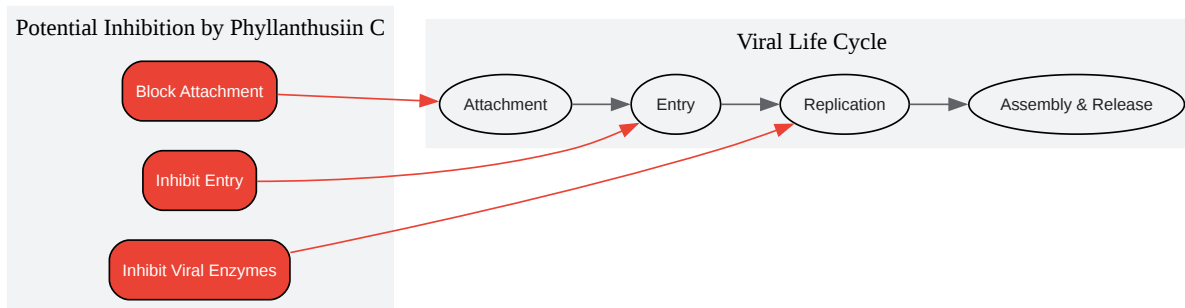 Potential Inhibition by Phyllanthusiin C
Block Attachment
Inhibit Entry
Inhibit Viral Enzymes
Viral Life Cycle
Attachment
Entry
Replication
Assembly & Release